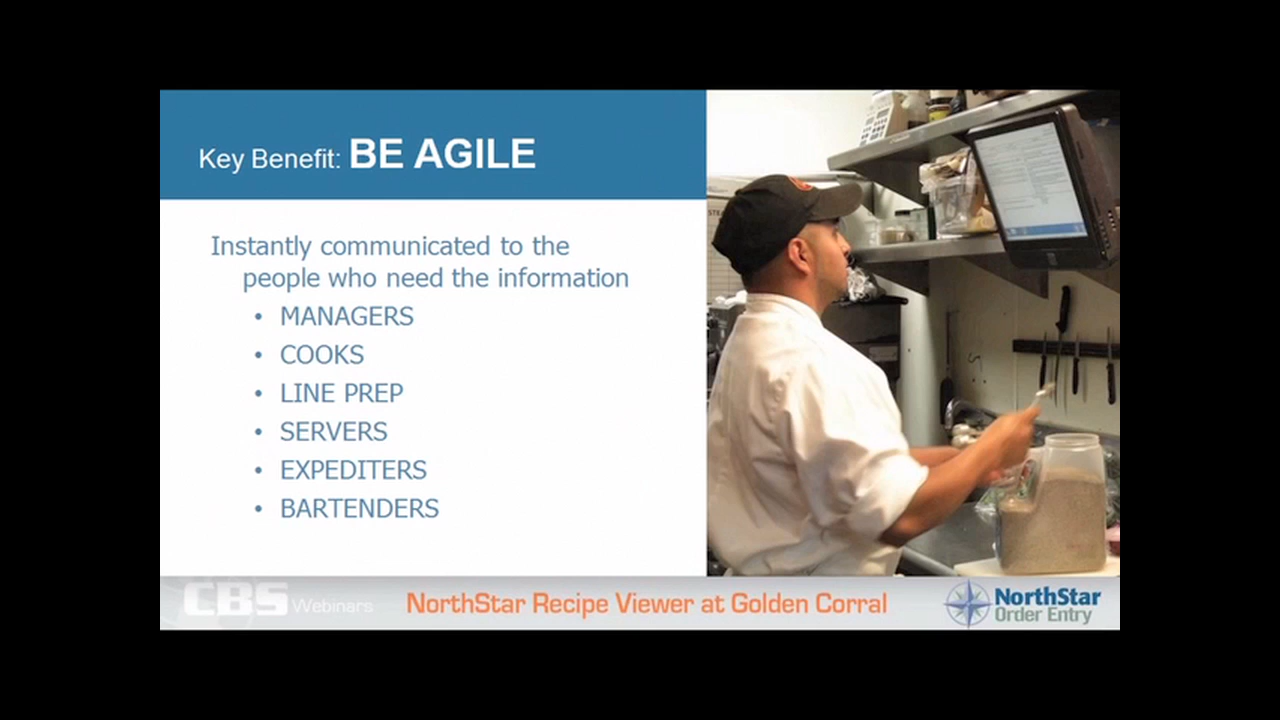 Key Benefit: BE AGILE
Instantly communicated to the
people who need the information
• MANAGERS
• COOKS
• LINE PREP
• SERVERS
• EXPEDITERS
• BARTENDERS
CBS Webinars
NorthStar Recipe Viewer at Golden Corral
NorthStar
Order Entry